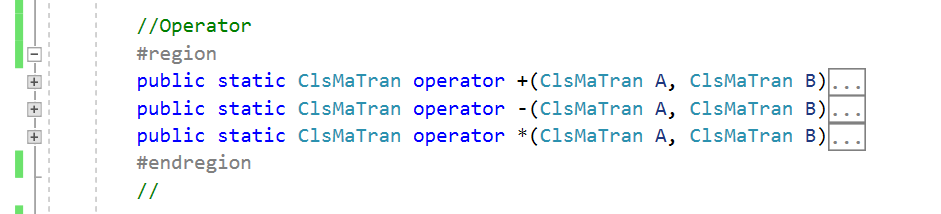 //Operator
#region
public static ClsMaTran operator +(ClsMaTran A, ClsMaTran B)...
public static ClsMaTran operator -(ClsMaTran A, ClsMaTran B)...
public static ClsMaTran operator *(ClsMaTran A, ClsMaTran B)...
#endregion
//